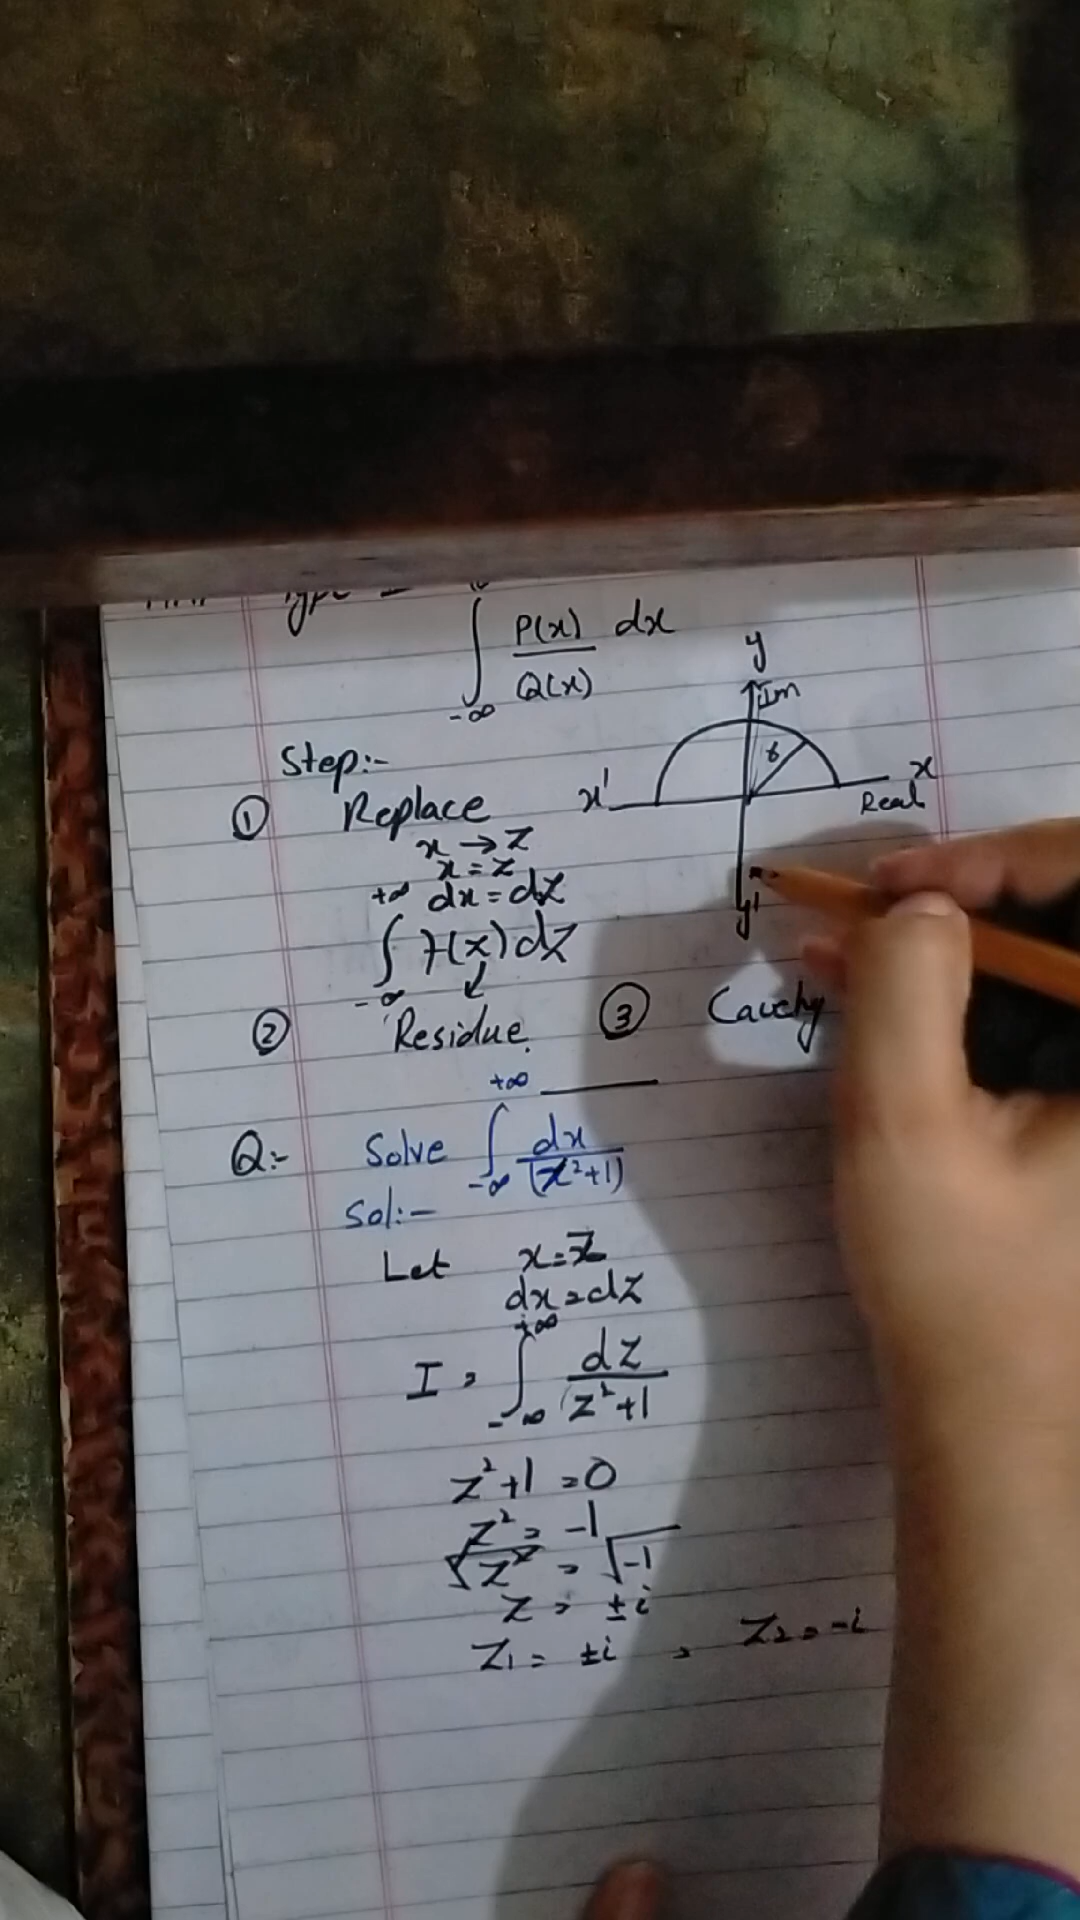 Type
∫ P(x)/Q(x) dx
-∞
y
Im
r
x' x
Real
y'
Step:-
① Replace
x → z
x = z
dx = dz
+∞
∫ f(x) dz
-∞
② Residue. ③ Cauchy
Q:- Solve ∫_{-∞}^{+∞} dx/(x²+1)
Sol:-
Let x = z
dx = dz
I = ∫_{-∞}^{+∞} dz/z²+1
z²+1 = 0
z² = -1
√z² = √-1
z = ±i
z₁ = ±i , z₂ = -i